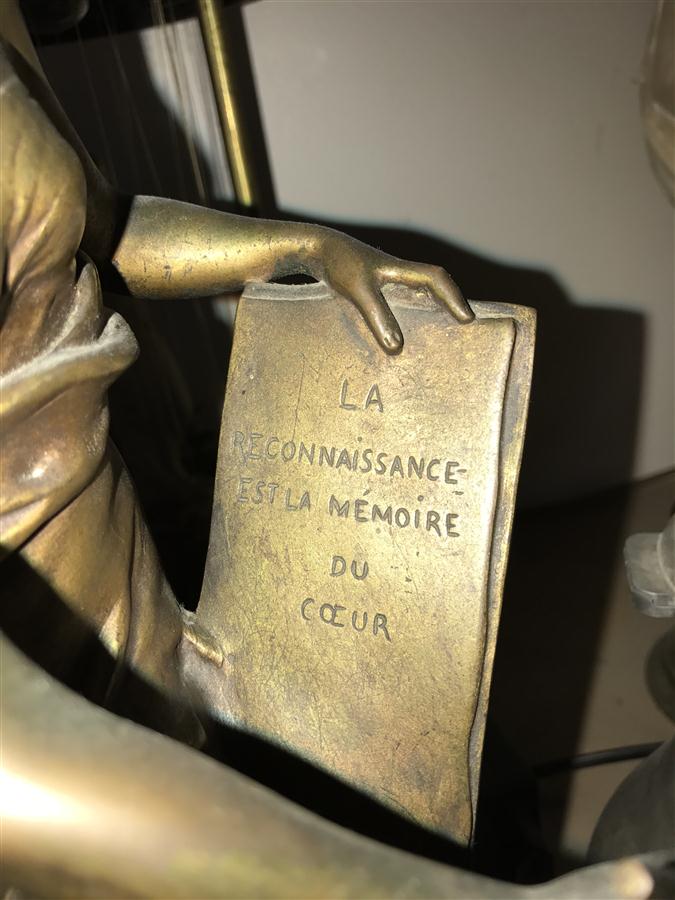 LA
RECONNAISSANCE
EST LA MÉMOIRE
DU
CŒUR